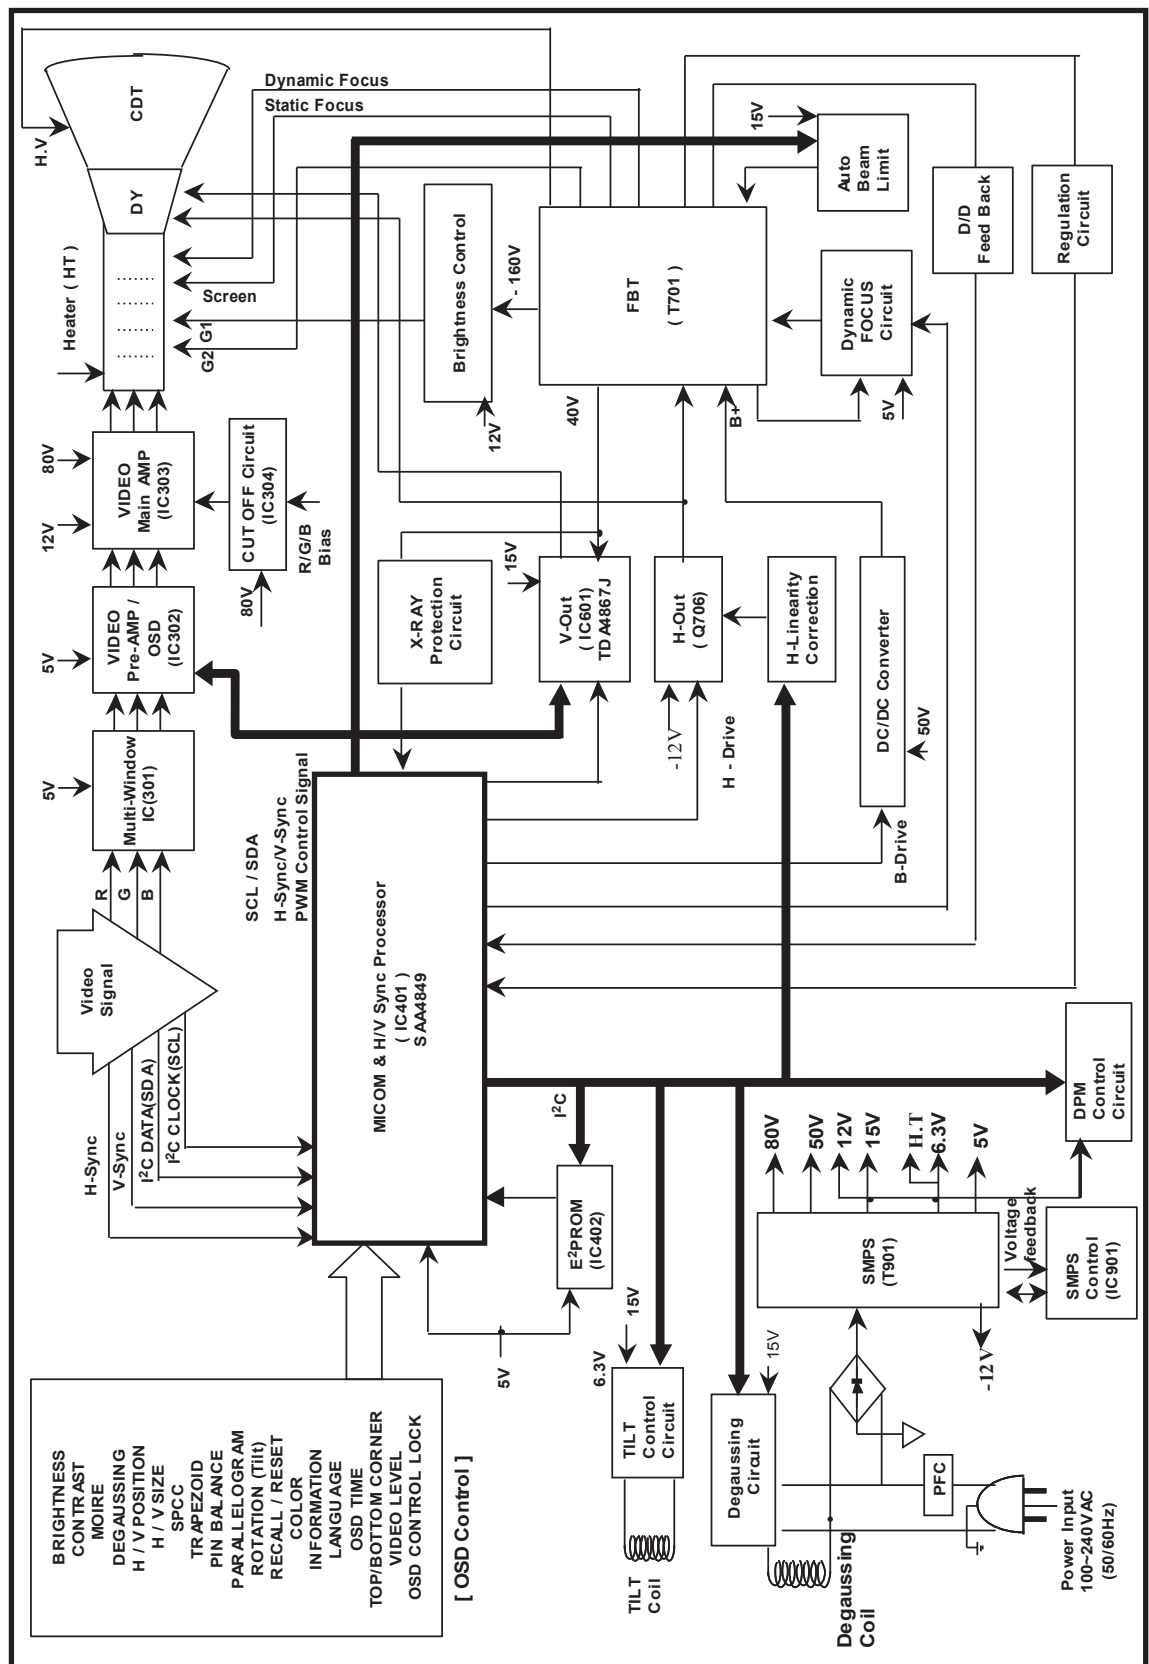 H.V
CDT
DY
Heater ( HT )
Dynamic Focus
Static Focus
Screen
G1
G2
80V
12V
VIDEO
Main AMP
(IC303)
CUT OFF Circuit
(IC304)
R/G/B
Bias
80V
5V
VIDEO
Pre-AMP /
OSD
(IC302)
5V
Multi-Window
IC(301)
R
G
B
Video
Signal
H-Sync
V-Sync
I²C DATA(SDA)
I²C CLOCK(SCL)
Brightness Control
- 160V
12V
FBT
( T701 )
40V
B+
15V
Auto
Beam
Limit
Dynamic
FOCUS
Circuit
5V
D/D
Feed Back
Regulation
Circuit
X-RAY
Protection
Circuit
15V
V-Out
( IC601)
TDA4867J
H-Out
( Q706)
-12V
H - Drive
H-Linearity
Correction
DC/DC Converter
50V
B-Drive
SCL / SDA
H-Sync/V-Sync
PWM Control Signal
MICOM & H/V Sync Processor
( IC401 )
SAA4849
I²C
E²PROM
(IC402)
5V
DPM
Control
Circuit
80V
50V
12V
15V
H.T
6.3V
5V
SMPS
(T901)
Voltage
feedback
SMPS
Control
(IC901)
-12V
6.3V
15V
TILT
Control
Circuit
TILT
Coil
15V
Degaussing
Circuit
Degaussing
Coil
PFC
Power Input
100~240VAC
(50/60Hz)
BRIGHTNESS
CONTRAST
MOIRE
DEGAUSSING
H / V POSITION
H / V SIZE
SPCC
TRAPEZOID
PIN BALANCE
PARALLELOGRAM
ROTATION (Tilt)
RECALL / RESET
COLOR
INFORMATION
LANGUAGE
OSD TIME
TOP/BOTTOM CORNER
VIDEO LEVEL
OSD CONTROL LOCK
[ OSD Control ]